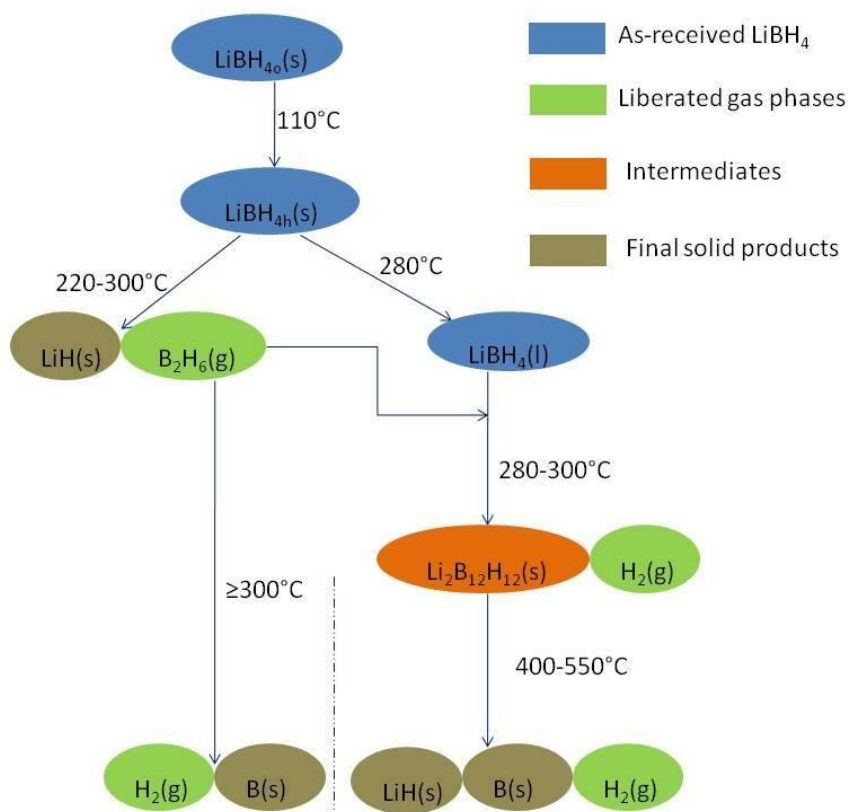 LiBH₄ₒ(s)
As-received LiBH₄
110°C
Liberated gas phases
Intermediates
LiBH₄ₕ(s)
Final solid products
220-300°C
280°C
LiH(s)
B₂H₆(g)
LiBH₄(l)
280-300°C
Li₂B₁₂H₁₂(s)
H₂(g)
≥300°C
400-550°C
H₂(g)
B(s)
LiH(s)
B(s)
H₂(g)